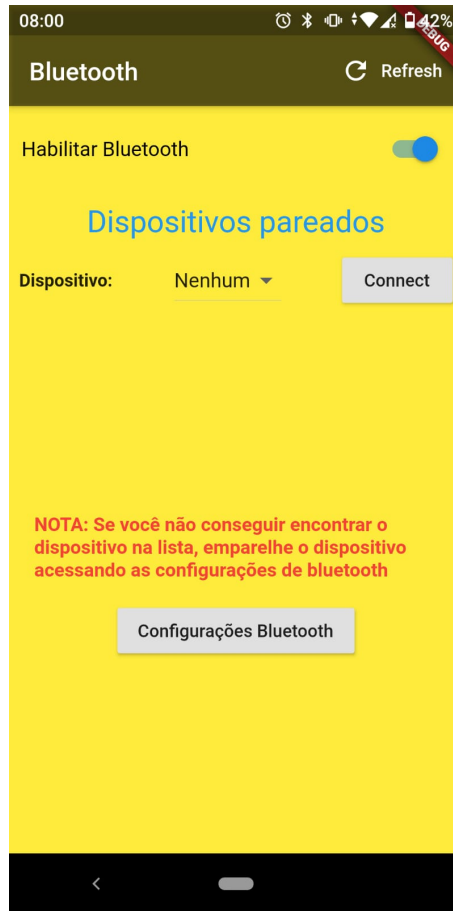 08:00 42%
DEBUG
Bluetooth Refresh
Habilitar Bluetooth
Dispositivos pareados
Dispositivo: Nenhum Connect
NOTA: Se você não conseguir encontrar o
dispositivo na lista, emparelhe o dispositivo
acessando as configurações de bluetooth
Configurações Bluetooth